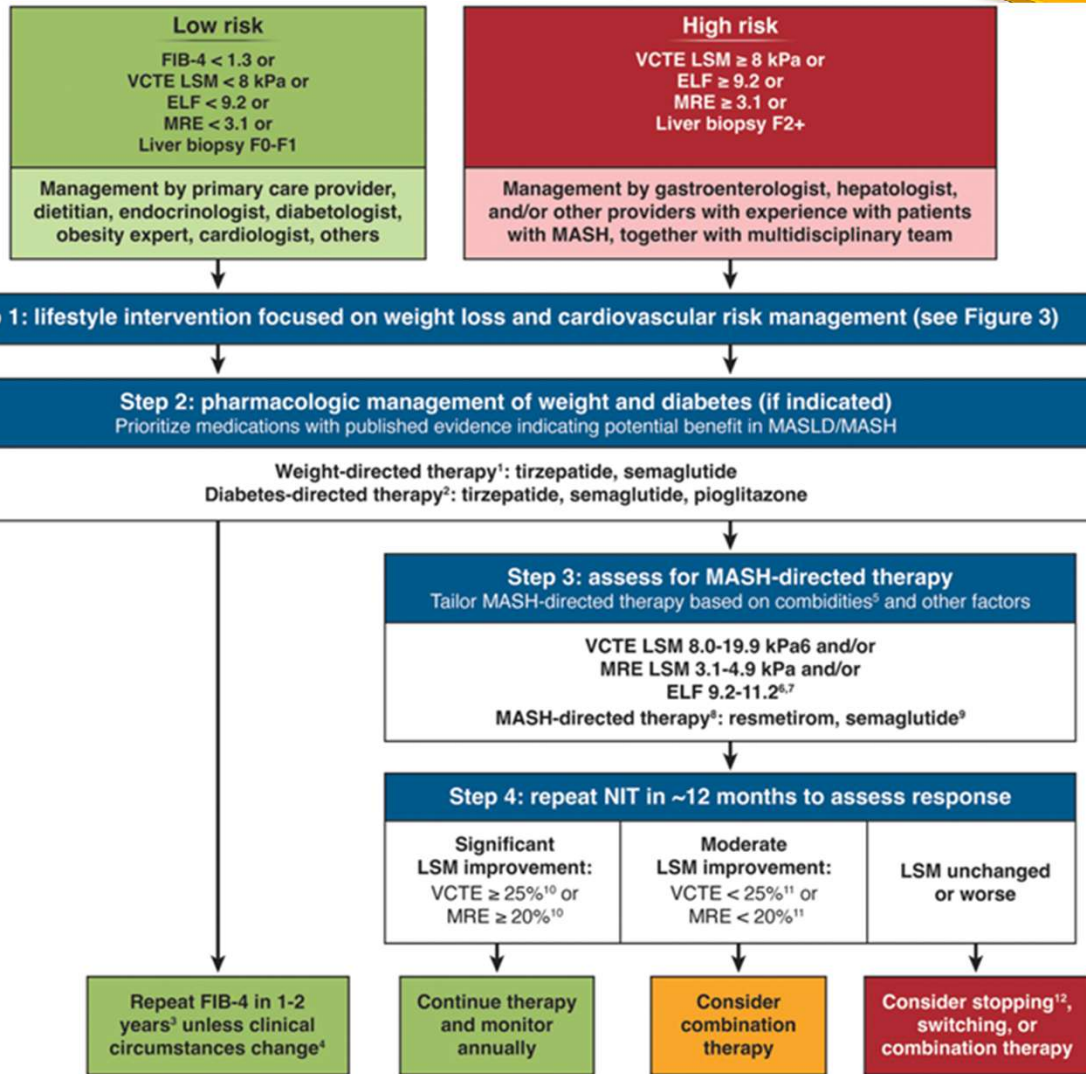 Low risk
FIB-4 < 1.3 or
VCTE LSM < 8 kPa or
ELF < 9.2 or
MRE < 3.1 or
Liver biopsy F0-F1
Management by primary care provider,
dietitian, endocrinologist, diabetologist,
obesity expert, cardiologist, others
High risk
VCTE LSM ≥ 8 kPa or
ELF ≥ 9.2 or
MRE ≥ 3.1 or
Liver biopsy F2+
Management by gastroenterologist, hepatologist,
and/or other providers with experience with patients
with MASH, together with multidisciplinary team
1: lifestyle intervention focused on weight loss and cardiovascular risk management (see Figure 3)
Step 2: pharmacologic management of weight and diabetes (if indicated)
Prioritize medications with published evidence indicating potential benefit in MASLD/MASH
Weight-directed therapy¹: tirzepatide, semaglutide
Diabetes-directed therapy²: tirzepatide, semaglutide, pioglitazone
Step 3: assess for MASH-directed therapy
Tailor MASH-directed therapy based on combidities⁵ and other factors
VCTE LSM 8.0-19.9 kPa6 and/or
MRE LSM 3.1-4.9 kPa and/or
ELF 9.2-11.2⁶,⁷
MASH-directed therapy⁸: resmetirom, semaglutide⁹
Step 4: repeat NIT in ~12 months to assess response
Significant
LSM improvement:
VCTE ≥ 25%¹⁰ or
MRE ≥ 20%¹⁰
Moderate
LSM improvement:
VCTE < 25%¹¹ or
MRE < 20%¹¹
LSM unchanged
or worse
Repeat FIB-4 in 1-2
years³ unless clinical
circumstances change⁴
Continue therapy
and monitor
annually
Consider
combination
therapy
Consider stopping¹²,
switching, or
combination therapy